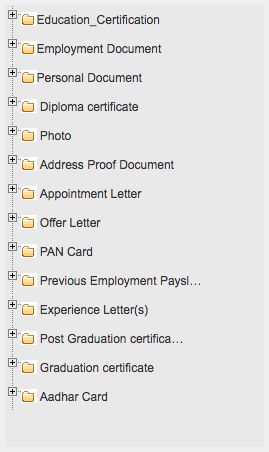 Education_Certification
Employment Document
Personal Document
Diploma certificate
Photo
Address Proof Document
Appointment Letter
Offer Letter
PAN Card
Previous Employment Paysl…
Experience Letter(s)
Post Graduation certifica…
Graduation certificate
Aadhar Card